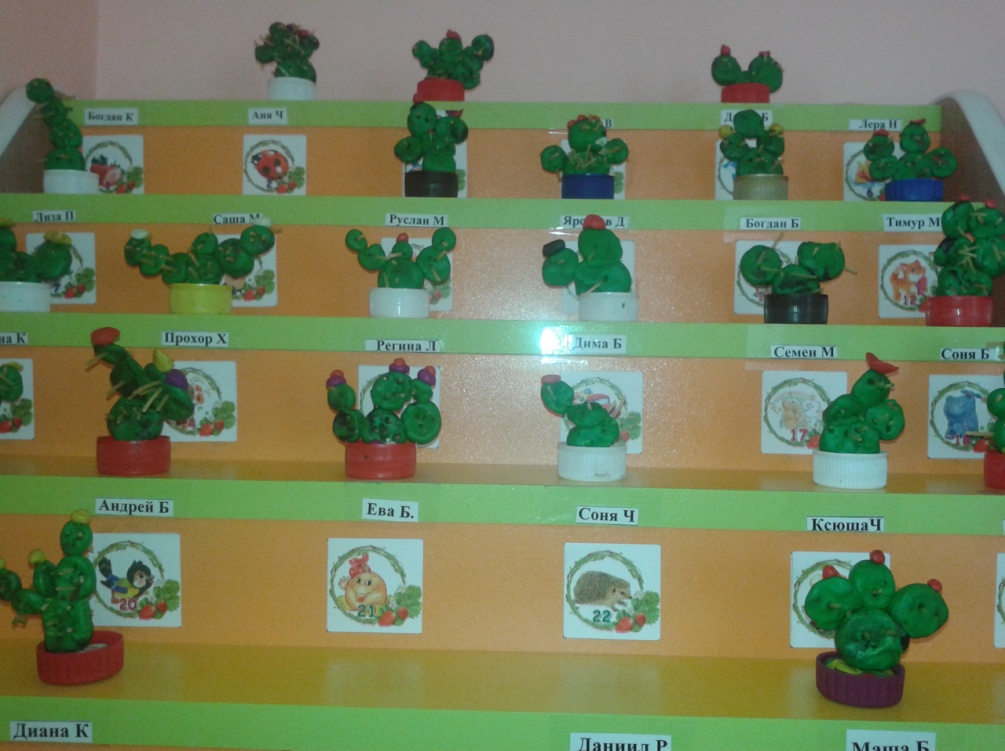 Богдан К
Аня Ч
В
Б
Лера Н
Лиза П
Саша М
Руслан М
Д
Богдан Б
Тимур М
на К
Прохор Х
Регина Л
Дима Б
Семен М
Соня Б
17
Андрей Б
Ева Б.
Соня Ч
КсюшаЧ
20
21
22
Диана К
Даниил Р
Маша Б